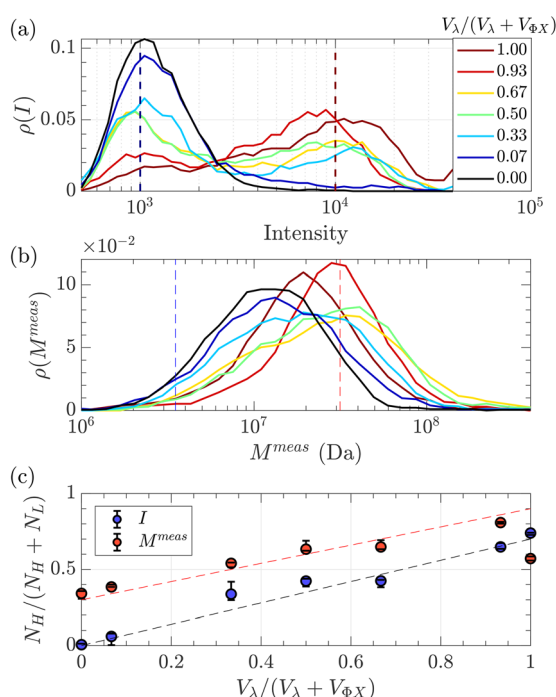 (a)
V_λ/(V_λ + V_ΦX)
1.00
0.93
0.67
0.50
0.33
0.07
0.00
0.1
0.05
0
ρ(I)
10^3
10^4
10^5
Intensity
(b)
×10^-2
10
5
0
ρ(M^meas)
10^6
10^7
10^8
M^meas (Da)
(c)
1
0.5
0
N_H/(N_H + N_L)
I
M^meas
0
0.2
0.4
0.6
0.8
1
V_λ/(V_λ + V_ΦX)